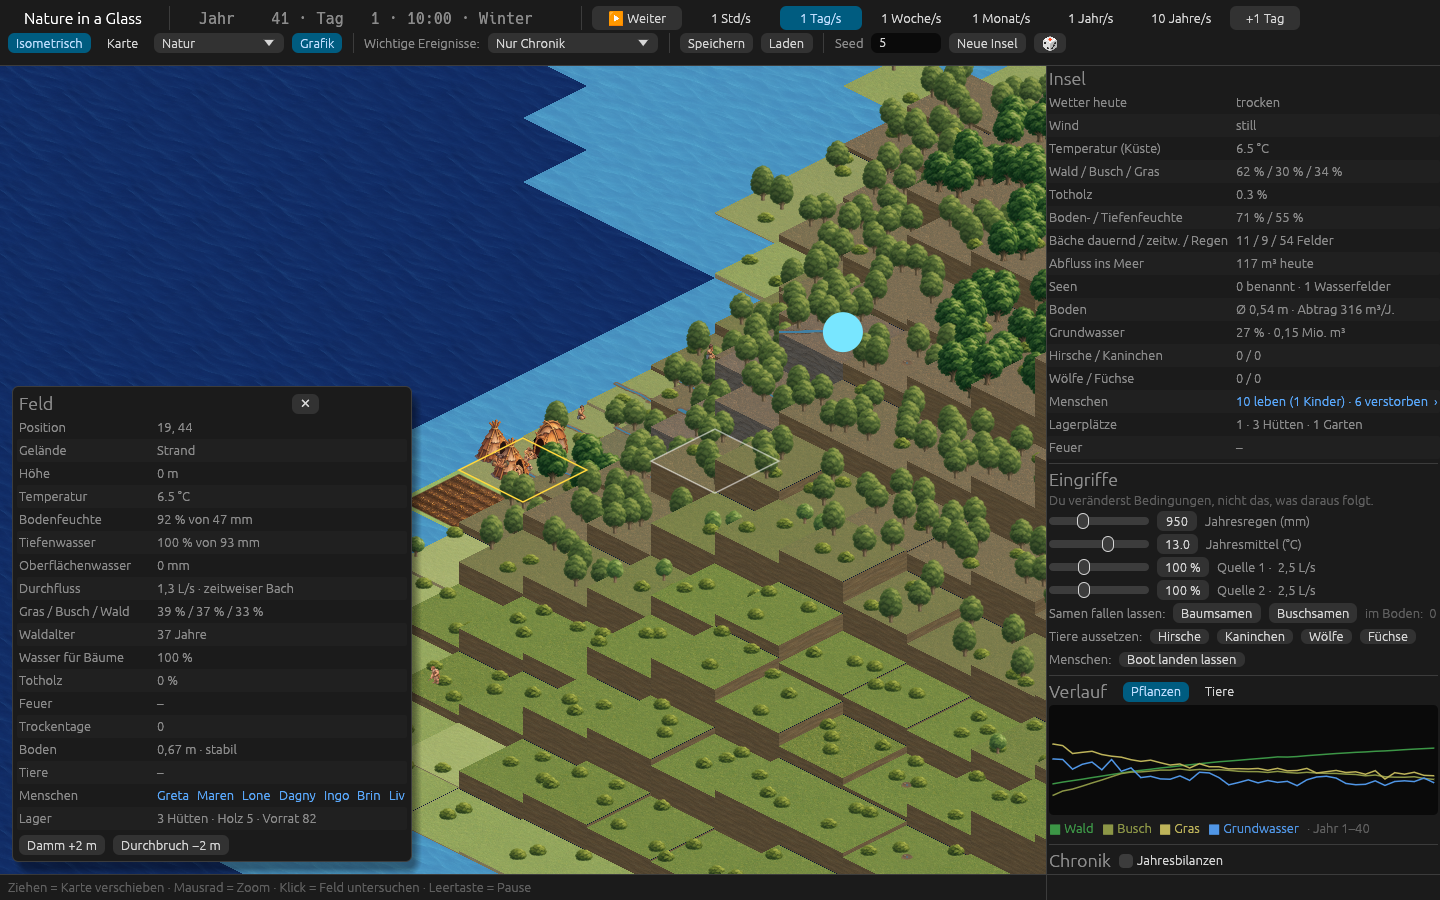 Nature in a Glass
Jahr 41 · Tag 1 · 10:00 · Winter
Weiter 1 Std/s 1 Tag/s 1 Woche/s 1 Monat/s 1 Jahr/s 10 Jahre/s +1 Tag
Isometrisch Karte Natur Grafik Wichtige Ereignisse: Nur Chronik Speichern Laden Seed 5 Neue Insel
Insel
Wetter heute trocken
Wind still
Temperatur (Küste) 6.5 °C
Wald / Busch / Gras 62 % / 30 % / 34 %
Totholz 0.3 %
Boden- / Tiefenfeuchte 71 % / 55 %
Bäche dauernd / zeitw. / Regen 11 / 9 / 54 Felder
Abfluss ins Meer 117 m³ heute
Seen 0 benannt · 1 Wasserfelder
Boden Ø 0,54 m · Abtrag 316 m³/J.
Grundwasser 27 % · 0,15 Mio. m³
Hirsche / Kaninchen 0 / 0
Wölfe / Füchse 0 / 0
Menschen 10 leben (1 Kinder) · 6 verstorben ›
Lagerplätze 1 · 3 Hütten · 1 Garten
Feuer –
Eingriffe
Du veränderst Bedingungen, nicht das, was daraus folgt.
950 Jahresregen (mm)
13.0 Jahresmittel (°C)
100 % Quelle 1 · 2,5 L/s
100 % Quelle 2 · 2,5 L/s
Samen fallen lassen: Baumsamen Buschsamen im Boden: 0
Tiere aussetzen: Hirsche Kaninchen Wölfe Füchse
Menschen: Boot landen lassen
Verlauf Pflanzen Tiere
Wald Busch Gras Grundwasser · Jahr 1–40
Chronik Jahresbilanzen
Feld ✕
Position 19, 44
Gelände Strand
Höhe 0 m
Temperatur 6.5 °C
Bodenfeuchte 92 % von 47 mm
Tiefenwasser 100 % von 93 mm
Oberflächenwasser 0 mm
Durchfluss 1,3 L/s · zeitweiser Bach
Gras / Busch / Wald 39 % / 37 % / 33 %
Waldalter 37 Jahre
Wasser für Bäume 100 %
Totholz 0 %
Feuer –
Trockentage 0
Boden 0,67 m · stabil
Tiere –
Menschen Greta Maren Lone Dagny Ingo Brin Liv
Lager 3 Hütten · Holz 5 · Vorrat 82
Damm +2 m Durchbruch −2 m
Ziehen = Karte verschieben · Mausrad = Zoom · Klick = Feld untersuchen · Leertaste = Pause